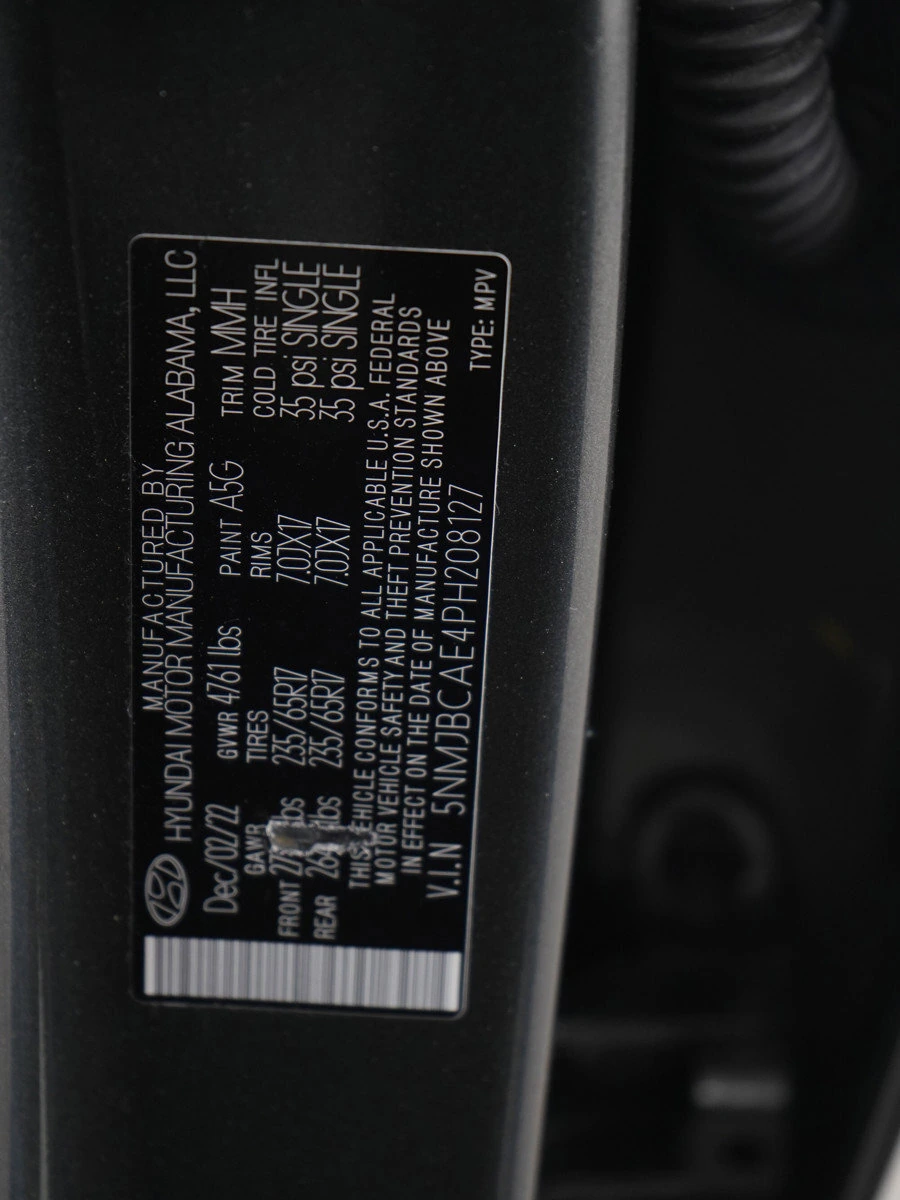 MANUFACTURED BY
HYUNDAI MOTOR MANUFACTURING ALABAMA, LLC
Dec/02/22 GVWR 4761 lbs PAINT A5G TRIM MMH
GAWR TIRES RIMS COLD TIRE INFL
FRONT lbs 235/65R17 7.0JX17 35 psi SINGLE
REAR lbs 235/65R17 7.0JX17 35 psi SINGLE
THIS VEHICLE CONFORMS TO ALL APPLICABLE U.S.A. FEDERAL
MOTOR VEHICLE SAFETY AND THEFT PREVENTION STANDARDS
IN EFFECT ON THE DATE OF MANUFACTURE SHOWN ABOVE
V.I.N 5NMJBCAE4PH208127
TYPE: MPV